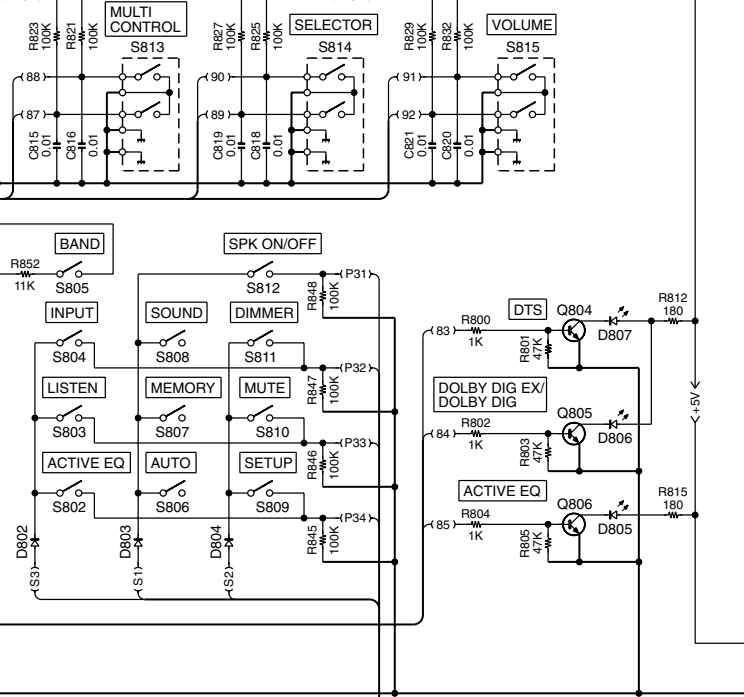 MULTI
CONTROL
SELECTOR
VOLUME
R823
100K
R821
100K
R827
100K
R825
100K
R829
100K
R832
100K
S813
S814
S815
88
90
91
87
89
92
C815
0.01
C816
0.01
C819
0.01
C818
0.01
C821
0.01
C820
0.01
BAND
SPK ON/OFF
R852
11K
S805
S812
P31
R848
100K
INPUT
SOUND
DIMMER
S804
S808
S811
P32
R847
100K
LISTEN
MEMORY
MUTE
S803
S807
S810
P33
R846
100K
ACTIVE EQ
AUTO
SETUP
S802
S806
S809
P34
R845
100K
D802
D803
D804
S3
S1
S2
DTS
Q804
R812
180
83
R800
1K
R801
47K
D807
DOLBY DIG EX/
DOLBY DIG
Q805
84
R802
1K
R803
47K
D806
+5V
ACTIVE EQ
Q806
R815
180
85
R804
1K
R805
47K
D805